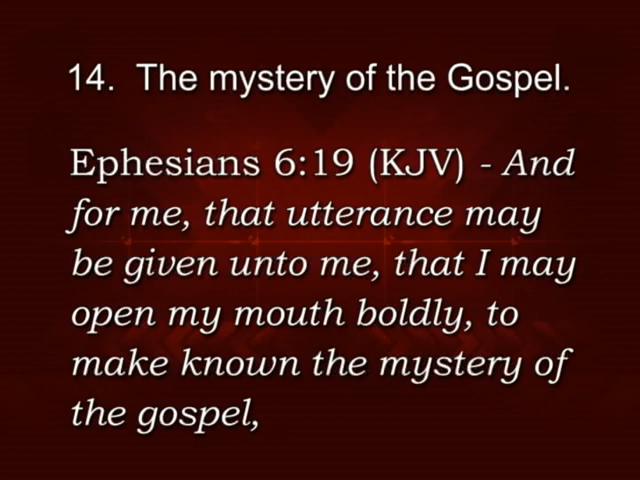 14.  The mystery of the Gospel.
Ephesians 6:19 (KJV) - And
for me, that utterance may
be given unto me, that I may
open my mouth boldly, to
make known the mystery of
the gospel,